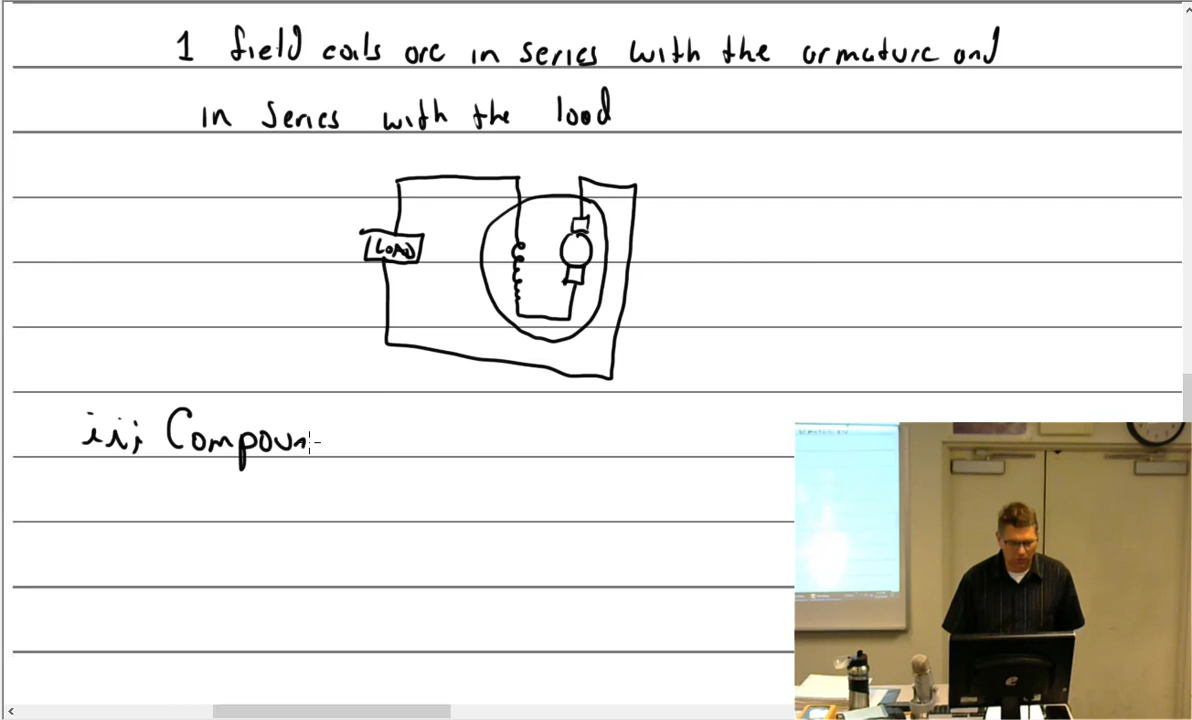 1 field coils are in series with the armature and
in series with the load
LOAD
iii, Compoun